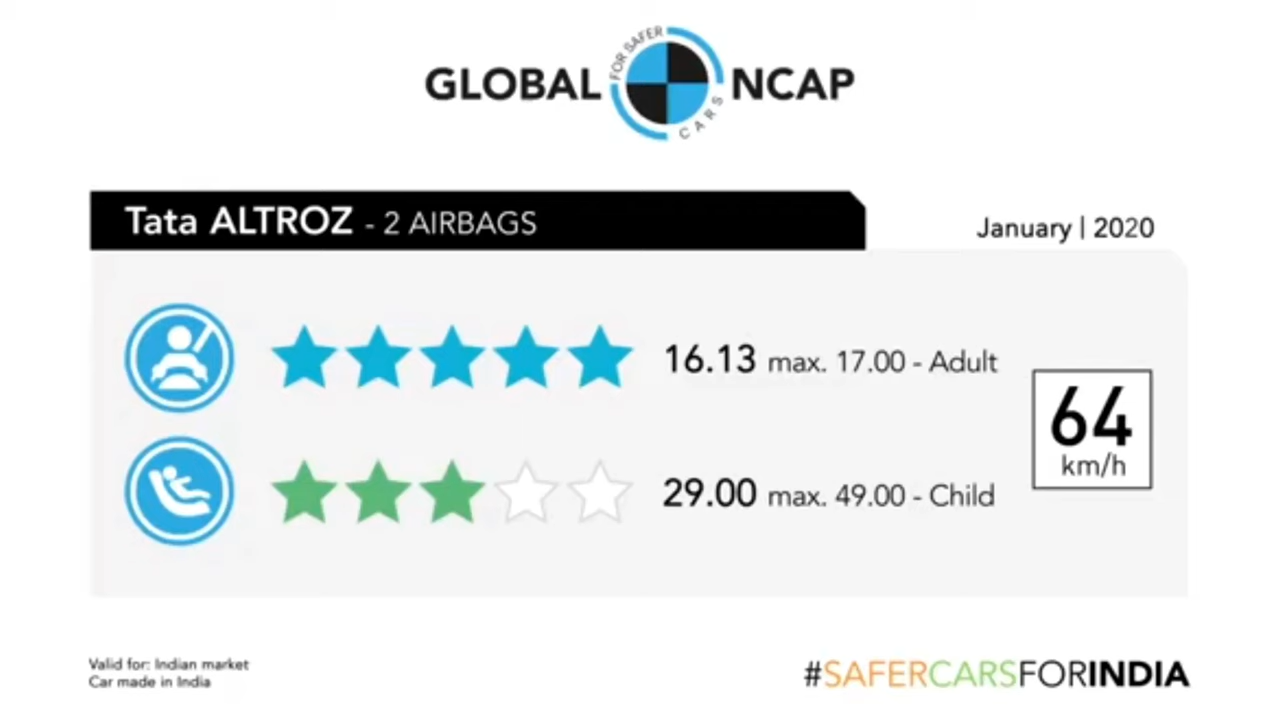 GLOBAL FOR SAFER CARS NCAP
Tata ALTROZ - 2 AIRBAGS
January | 2020
16.13 max. 17.00 - Adult
64
km/h
29.00 max. 49.00 - Child
Valid for: Indian market
Car made in India
#SAFERCARSFORINDIA